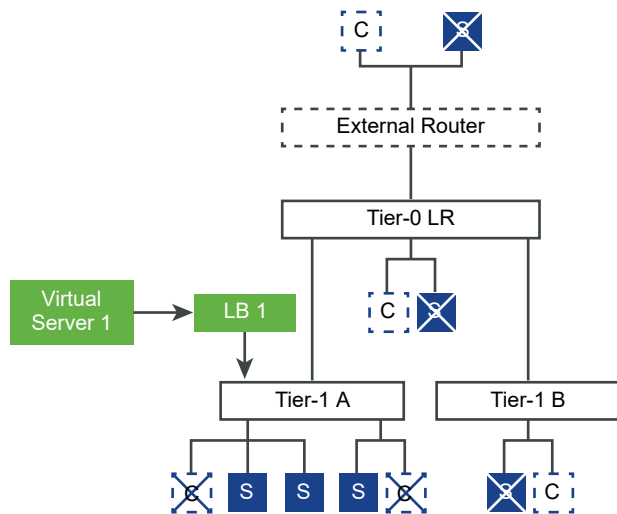 C S
External Router
Tier-0 LR
C S
Virtual
Server 1
LB 1
Tier-1 A
Tier-1 B
C S S S C
S C